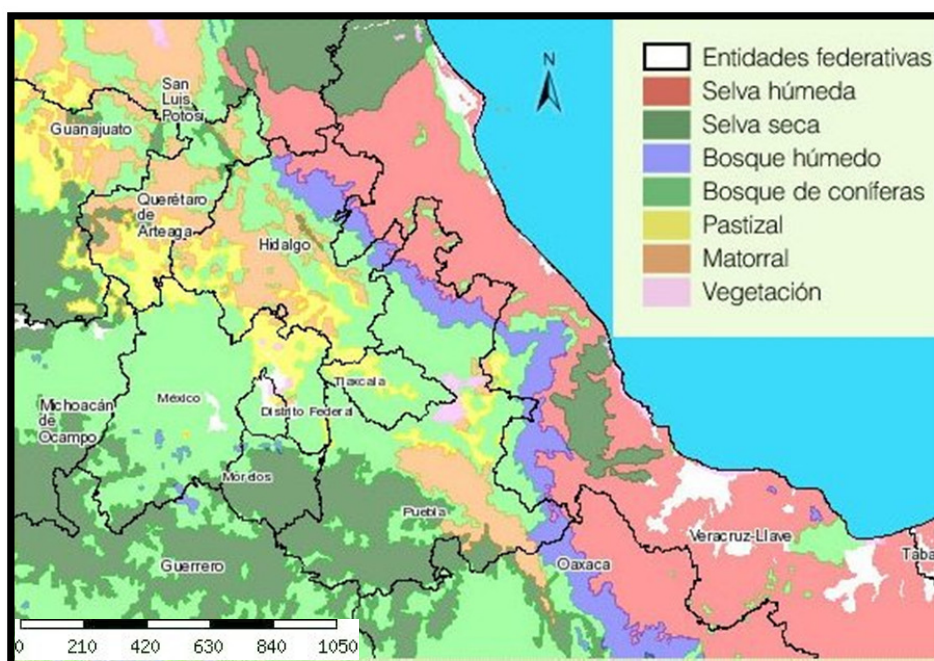 N
Entidades federativas
Selva húmeda
Selva seca
Bosque húmedo
Bosque de coníferas
Pastizal
Matorral
Vegetación
San
Luis
Potosí
Guanajuato
Querétaro
de
Arteaga
Hidalgo
Michoacán
de
Ocampo
México
Distrito Federal
Tlaxcala
Morelos
Puebla
Guerrero
Oaxaca
Veracruz-Llave
Taba
0 210 420 630 840 1050